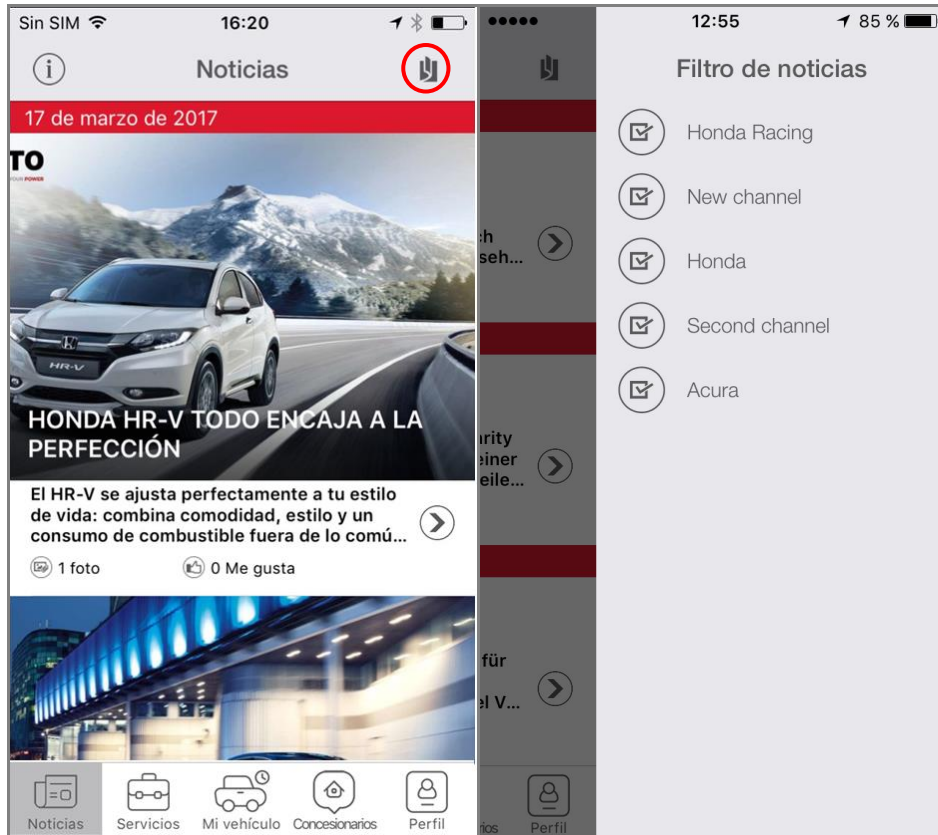 Sin SIM 16:20
Noticias
17 de marzo de 2017
TO
YOUR POWER
HR-V
HONDA HR-V TODO ENCAJA A LA
PERFECCIÓN
El HR-V se ajusta perfectamente a tu estilo
de vida: combina comodidad, estilo y un
consumo de combustible fuera de lo comú...
1 foto 0 Me gusta
Noticias Servicios Mi vehículo Concesionarios Perfil
12:55 85 %
Filtro de noticias
Honda Racing
New channel
Honda
Second channel
Acura
seh...
arity
einer
eile...
für
el V...
rios Perfil